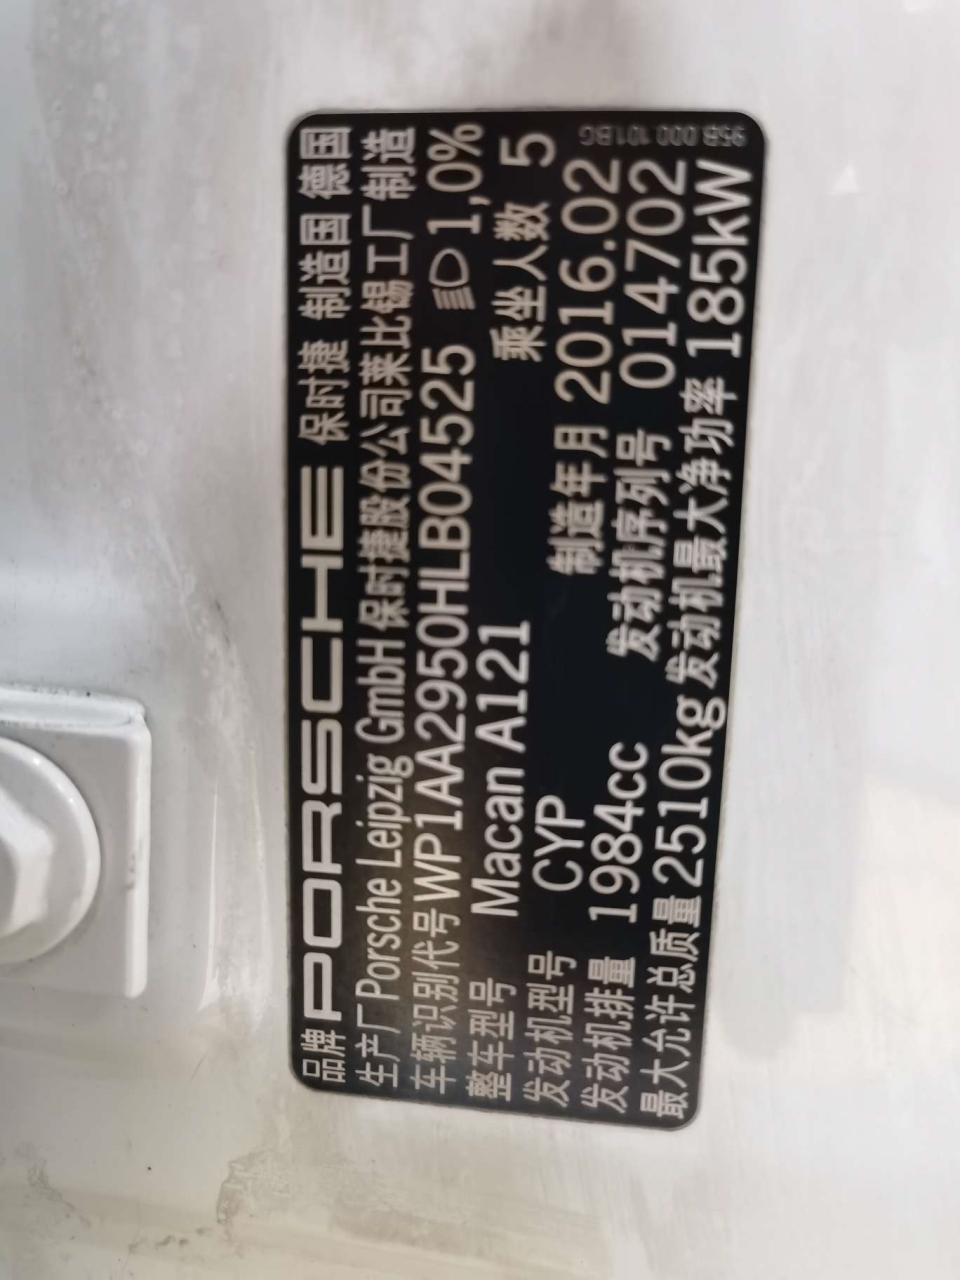 品牌 PORSCHE 保时捷 制造国 德国
生产厂 Porsche Leipzig GmbH 保时捷股份公司莱比锡工厂制造
车辆识别代号 WP1AA2950HLB04525 1,0%
整车型号 Macan A121 乘坐人数 5
发动机型号 CYP 制造年月 2016.02
发动机排量 1984cc 发动机序列号 014702
最大允许总质量 2510kg 发动机最大净功率 185kW
95B 000 101BG